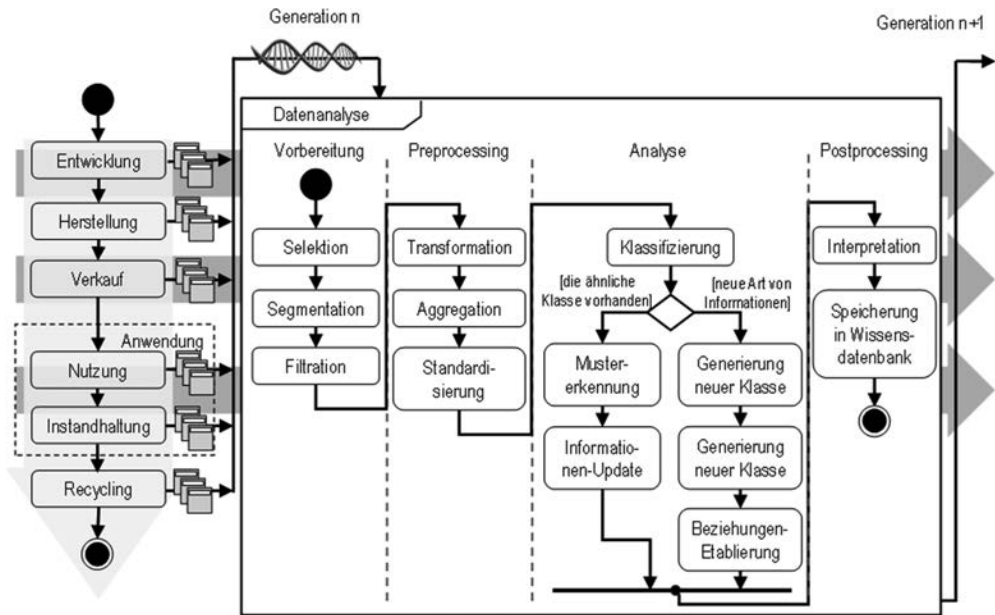 Generation n
Generation n+1
Entwicklung
Herstellung
Verkauf
Anwendung
Nutzung
Instandhaltung
Recycling
Datenanalyse
Vorbereitung
Selektion
Segmentation
Filtration
Preprocessing
Transformation
Aggregation
Standardi-
sierung
Analyse
Klassifizierung
[die ähnliche
Klasse vorhanden]
[neue Art von
Informationen]
Muster-
erkennung
Informatio-
nen-Update
Generierung
neuer Klasse
Generierung
neuer Klasse
Beziehungen-
Etablierung
Postprocessing
Interpretation
Speicherung
in Wissens-
datenbank